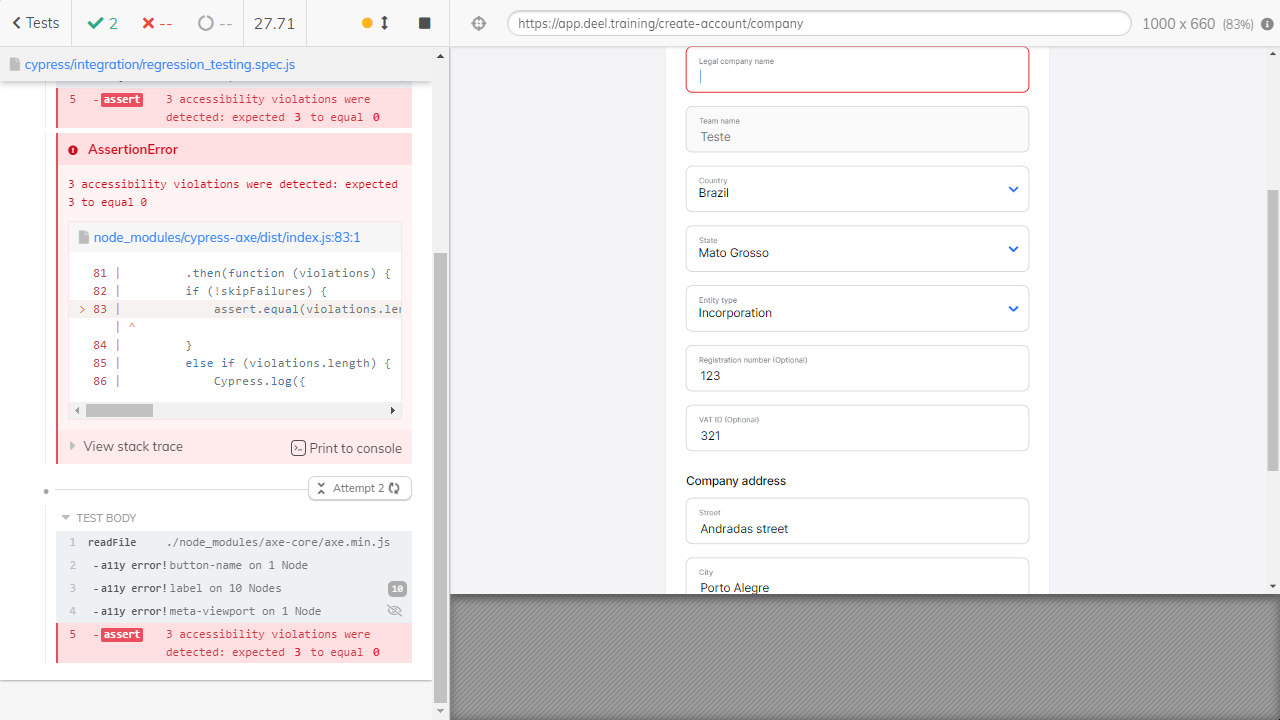 Tests
2
--
--
27.71
https://app.deel.training/create-account/company
1000 x 660 (83%)
cypress/integration/regression_testing.spec.js
5 -assert 3 accessibility violations were
detected: expected 3 to equal 0
AssertionError
3 accessibility violations were detected: expected
3 to equal 0
node_modules/cypress-axe/dist/index.js:83:1
81 | .then(function (violations) {
82 | if (!skipFailures) {
> 83 | assert.equal(violations.len
| ^
84 | }
85 | else if (violations.length) {
86 | Cypress.log({
View stack trace
Print to console
Attempt 2
TEST BODY
1 readFile ./node_modules/axe-core/axe.min.js
2 -a11y error! button-name on 1 Node
3 -a11y error! label on 10 Nodes 10
4 -a11y error! meta-viewport on 1 Node
5 -assert 3 accessibility violations were
detected: expected 3 to equal 0
Legal company name
Team name
Teste
Country
Brazil
State
Mato Grosso
Entity type
Incorporation
Registration number (Optional)
123
VAT ID (Optional)
321
Company address
Street
Andradas street
City
Porto Alegre